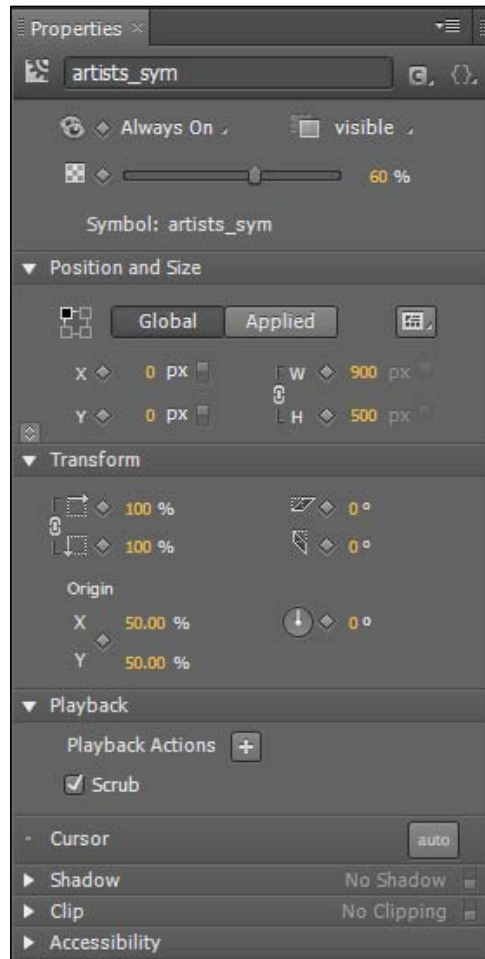 Properties ×
artists_sym
C {}
Always On visible
60 %
Symbol: artists_sym
Position and Size
Global Applied
X 0 px W 900 px
Y 0 px H 500 px
Transform
100 % 0°
100 % 0°
Origin
X 50.00 % 0°
Y 50.00 %
Playback
Playback Actions +
Scrub
Cursor auto
Shadow No Shadow
Clip No Clipping
Accessibility